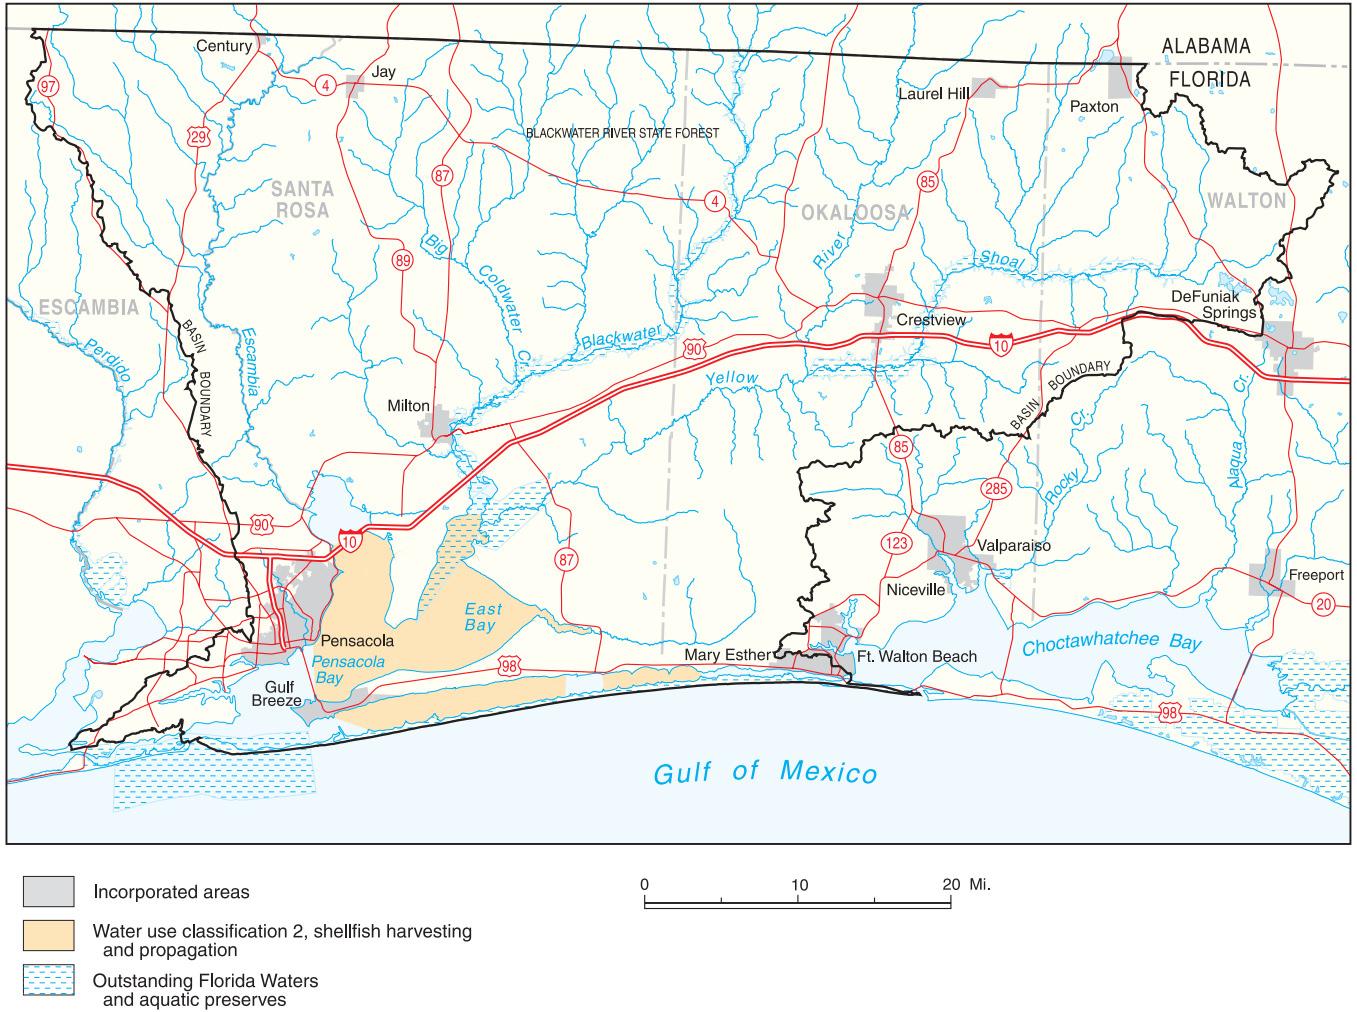 ALABAMA
FLORIDA
Century
Jay
97
4
29
Laurel Hill
Paxton
BLACKWATER RIVER STATE FOREST
SANTA
ROSA
87
85
4
OKALOOSA
WALTON
Big
Coldwater
Cr.
89
River
Shoal
ESCAMBIA
Perdido
BASIN BOUNDARY
Escambia
Blackwater
90
Crestview
10
DeFuniak
Springs
Yellow
BASIN BOUNDARY
Milton
85
Cr.
Rocky
Alaqua
Cr.
285
90
10
87
123
Valparaiso
Niceville
Freeport
20
East
Bay
Pensacola
Pensacola
Bay
98
Mary Esther
Ft. Walton Beach
Choctawhatchee Bay
Gulf
Breeze
98
Gulf of Mexico
Incorporated areas
Water use classification 2, shellfish harvesting
and propagation
Outstanding Florida Waters
and aquatic preserves
0 10 20 Mi.